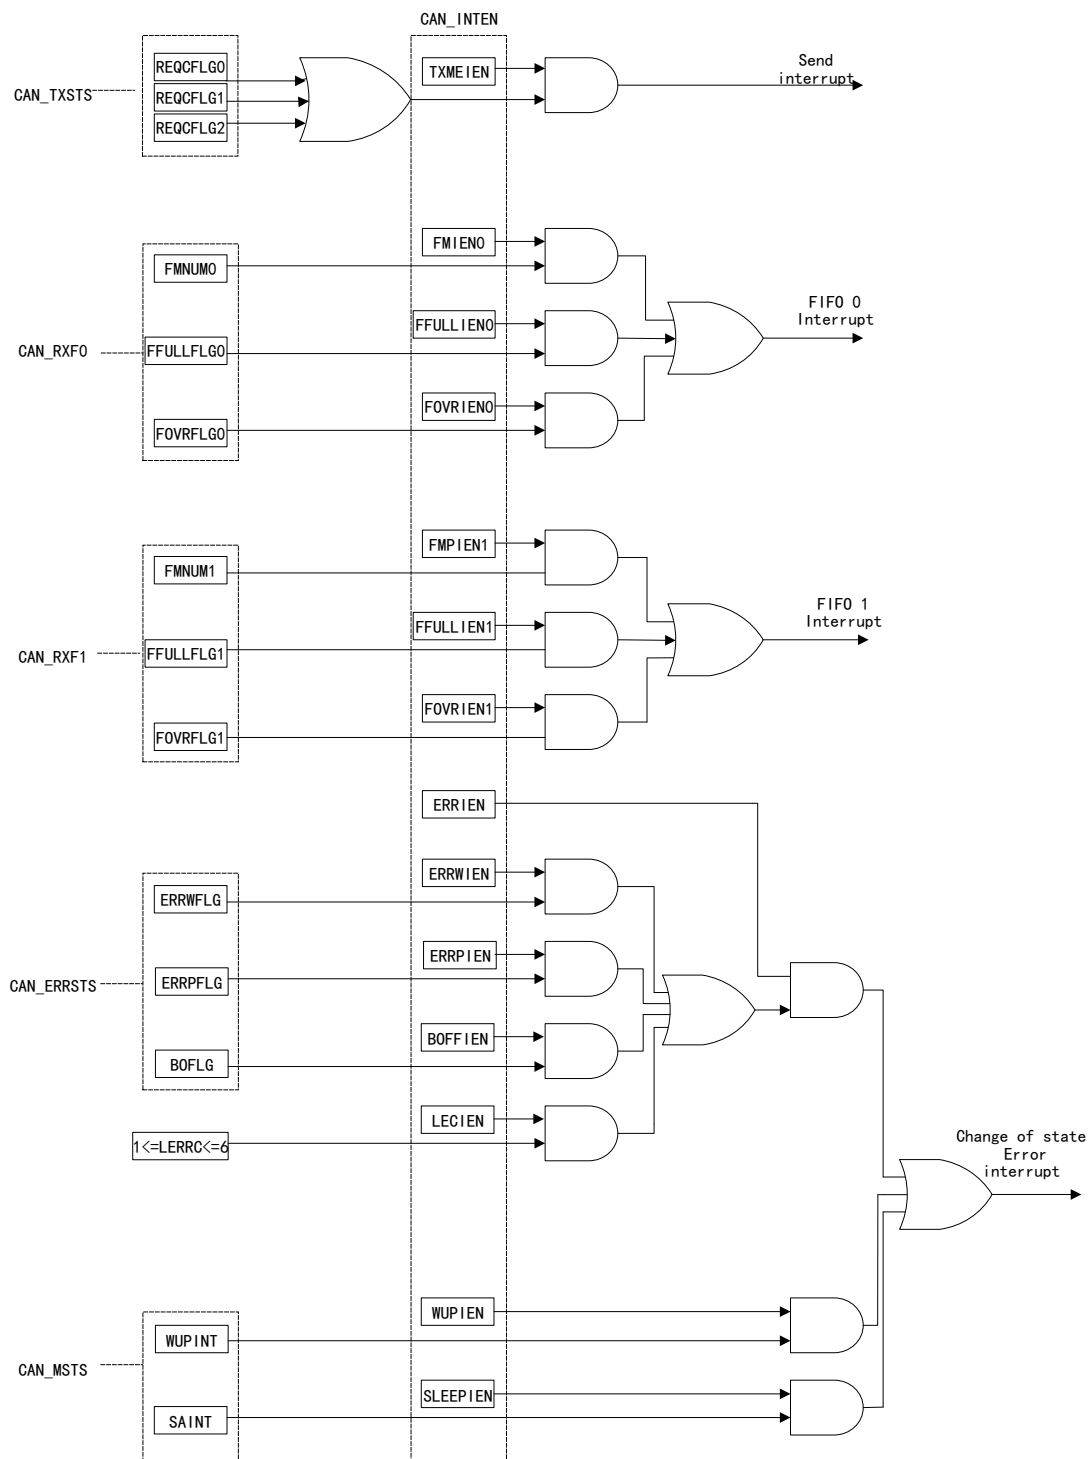 CAN_INTEN
REQCFLG0
TXMEIEN
Send
interrupt
CAN_TXSTS
REQCFLG1
REQCFLG2
FMIEN0
FMNUM0
FIFO 0
Interrupt
FFULLIEN0
CAN_RXF0
FFULLFLG0
FOVRIEN0
FOVRFLG0
FMPIEN1
FMNUM1
FIFO 1
Interrupt
FFULLIEN1
CAN_RXF1
FFULLFLG1
FOVRIEN1
FOVRFLG1
ERRIEN
ERRWIEN
ERRWFLG
ERRPIEN
CAN_ERRSTS
ERRPFLG
BOFFIEN
BOFLG
LECIEN
1<=LERRC<=6
Change of state
Error
interrupt
WUPIEN
WUPINT
CAN_MSTS
SLEEPIEN
SAINT